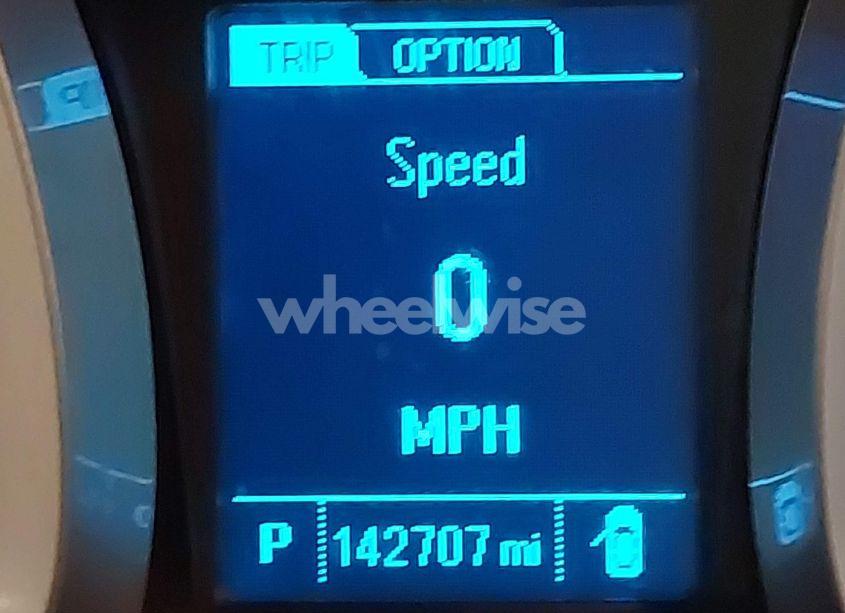 TRIP OPTION
Speed
0
wheelwise
MPH
P 142707 mi